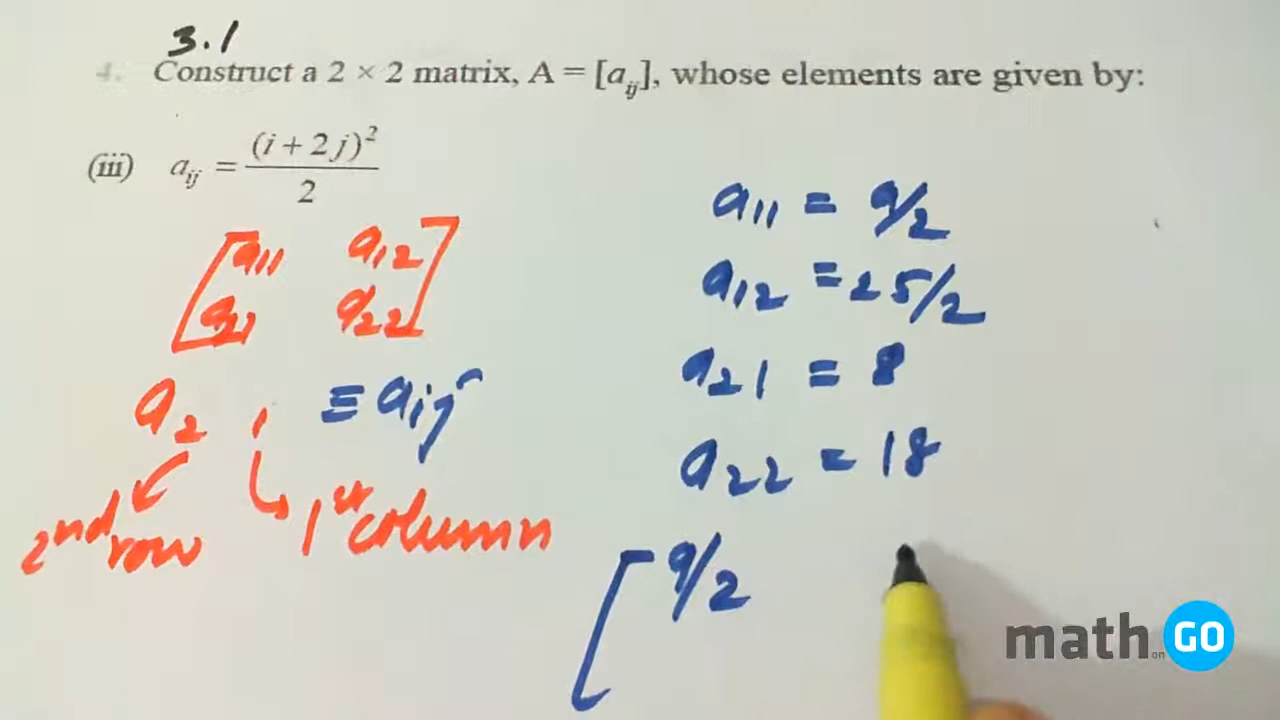 3.1
4. Construct a 2 × 2 matrix, A = [aij], whose elements are given by:
(iii) aij = (i + 2j)²/2
[a11 a12
a21 a22]
a2 1 ≡ aij
2nd row 1st column
a11 = 9/2
a12 = 25/2
a21 = 8
a22 = 18
[9/2
math on GO